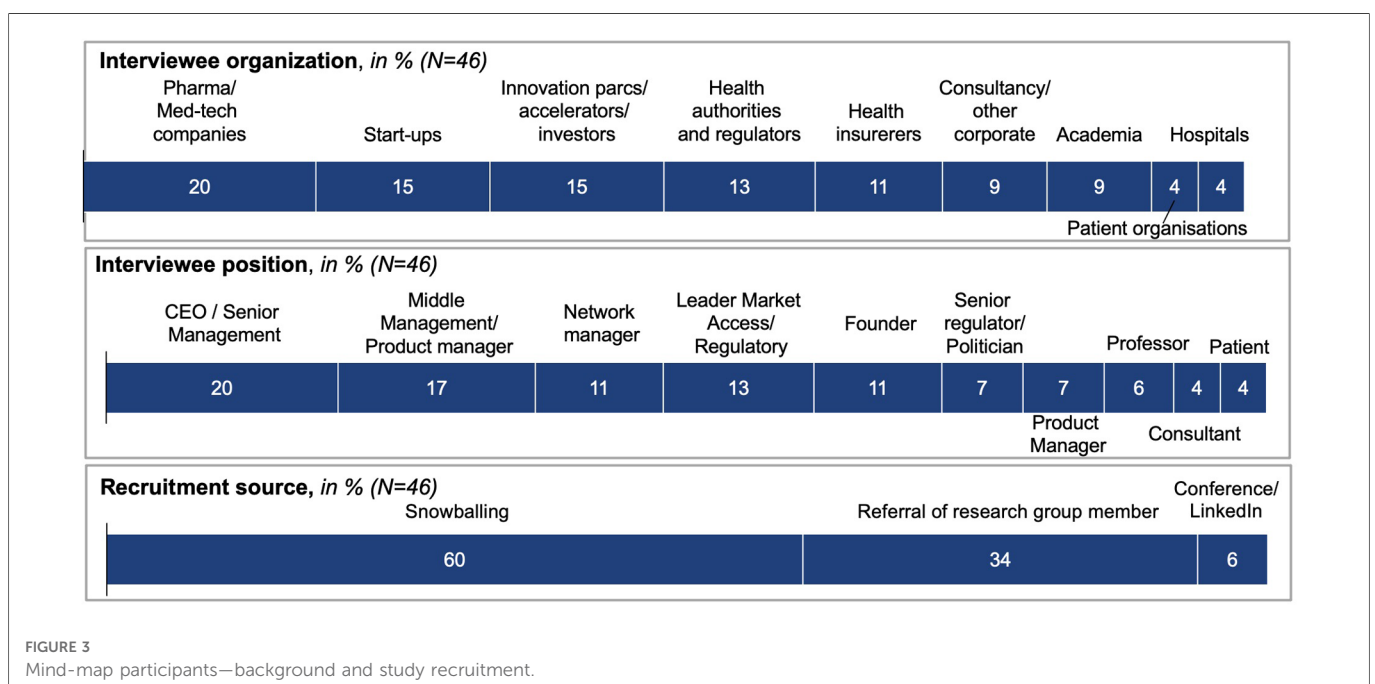 Interviewee organization, in % (N=46)
Pharma/
Med-tech
companies
Start-ups
Innovation parcs/
accelerators/
investors
Health
authorities
and regulators
Health
insurerers
Consultancy/
other
corporate
Academia
Hospitals
20
15
15
13
11
9
9
4
4
Patient organisations
Interviewee position, in % (N=46)
CEO / Senior
Management
Middle
Management/
Product manager
Network
manager
Leader Market
Access/
Regulatory
Founder
Senior
regulator/
Politician
Professor
Patient
20
17
11
13
11
7
7
6
4
4
Product
Manager
Consultant
Recruitment source, in % (N=46)
Snowballing
Referral of research group member
Conference/
LinkedIn
60
34
6
FIGURE 3
Mind-map participants—background and study recruitment.